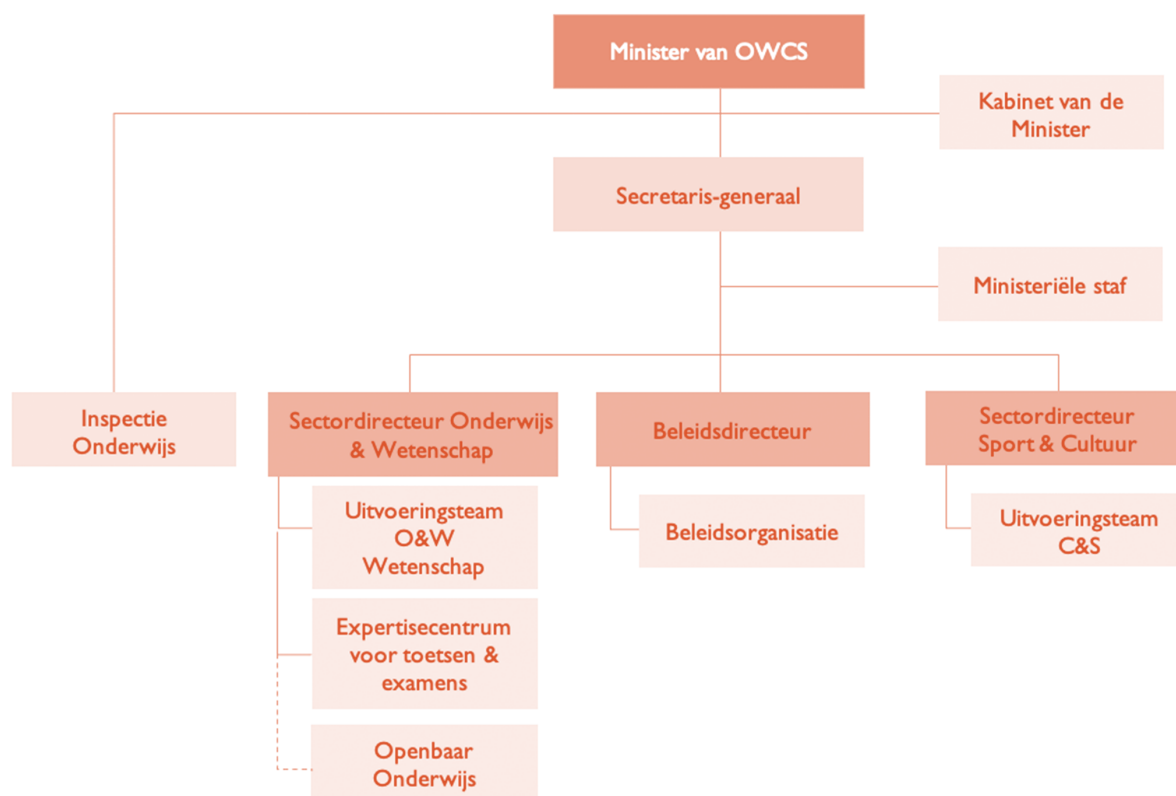 Minister van OWCS
Kabinet van de
Minister
Secretaris-generaal
Ministeriële staf
Inspectie
Onderwijs
Sectordirecteur Onderwijs
& Wetenschap
Beleidsdirecteur
Sectordirecteur
Sport & Cultuur
Uitvoeringsteam
O&W
Wetenschap
Beleidsorganisatie
Uitvoeringsteam
C&S
Expertisecentrum
voor toetsen &
examens
Openbaar
Onderwijs